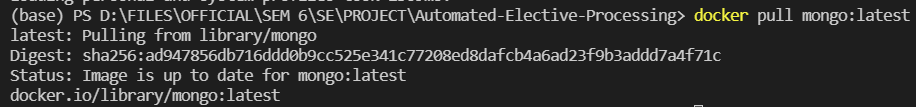 (base) PS D:\FILES\OFFICIAL\SEM 6\SE\PROJECT\Automated-Elective-Processing> docker pull mongo:latest
latest: Pulling from library/mongo
Digest: sha256:ad947856db716ddd0b9cc525e341c77208ed8dafcb4a6ad23f9b3addd7a4f71c
Status: Image is up to date for mongo:latest
docker.io/library/mongo:latest